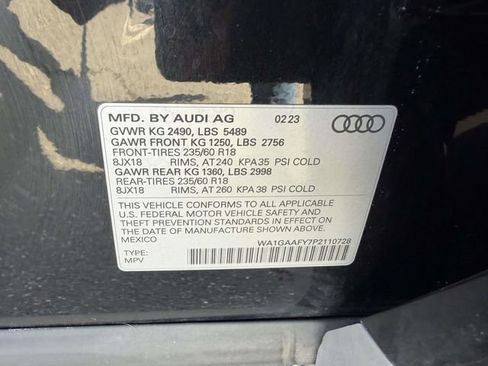 MFD. BY AUDI AG 02 23
GVWR KG 2490, LBS 5489
GAWR FRONT KG 1250, LBS 2756
FRONT-TIRES 235/60 R18
8JX18 RIMS, AT 240 KPA 35 PSI COLD
GAWR REAR KG 1360, LBS 2998
REAR-TIRES 235/60 R18
8JX18 RIMS, AT 260 KPA 38 PSI COLD
THIS VEHICLE CONFORMS TO ALL APPLICABLE
U.S. FEDERAL MOTOR VEHICLE SAFETY AND
THEFT PREVENTION STANDARDS IN EFFECT ON
THE DATE OF MANUFACTURE SHOWN ABOVE.
MEXICO WA1GAAFY7P2110728
TYPE:
MPV